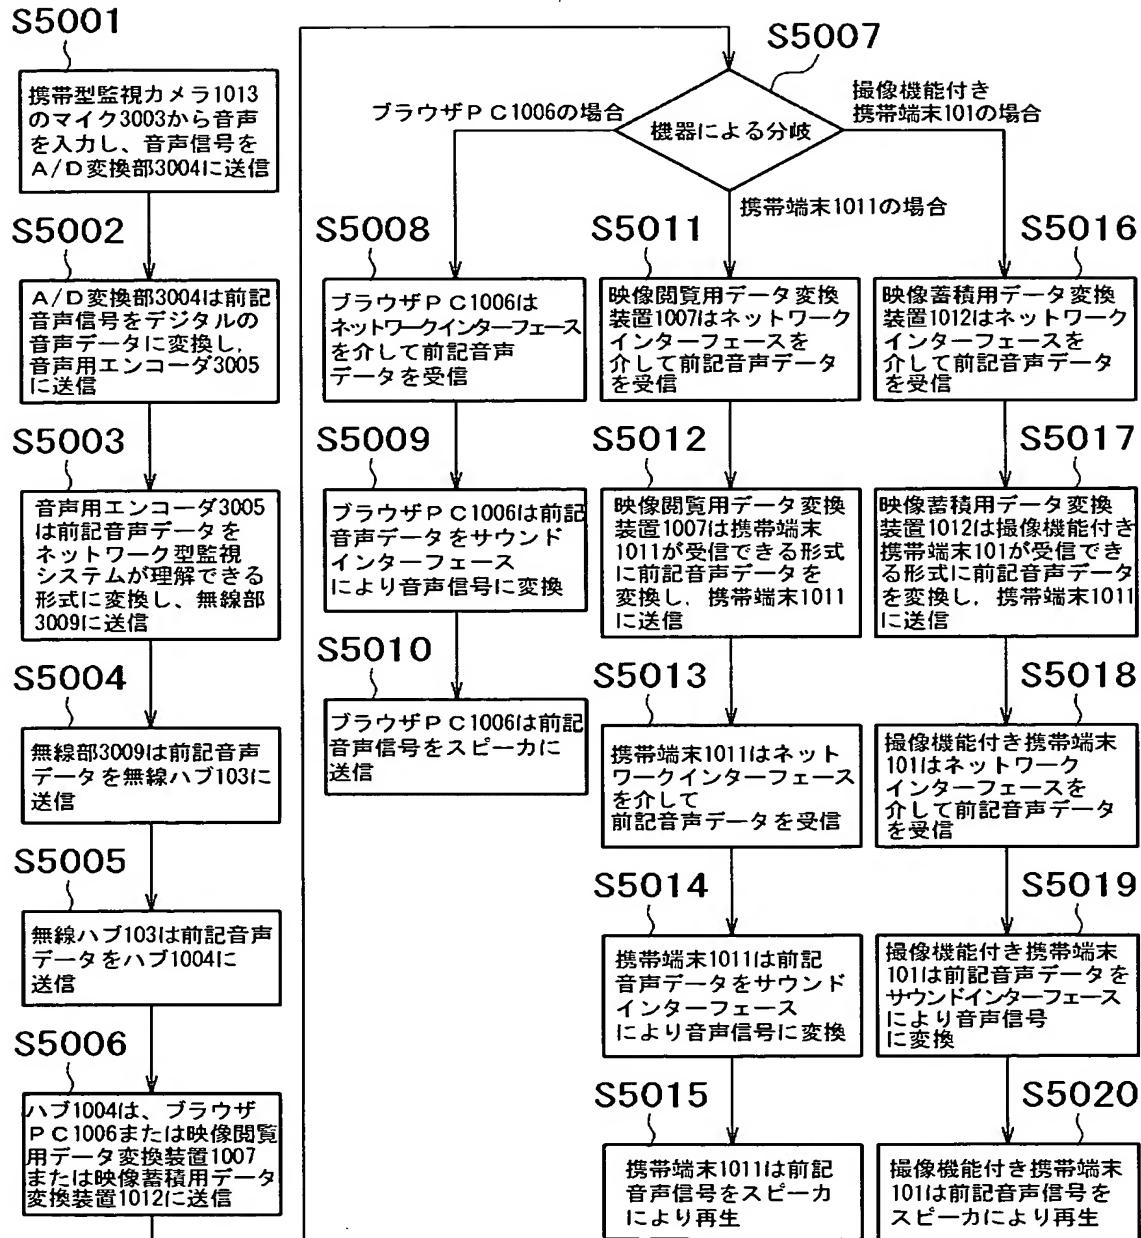 S5001
携帯型監視カメラ1013
のマイク3003から音声
を入力し、音声信号を
A/D変換部3004に送信
S5002
A/D変換部3004は前記
音声信号をデジタルの
音声データに変換し、
音声用エンコーダ3005
に送信
S5003
音声用エンコーダ3005
は前記音声データを
ネットワーク型監視
システムが理解できる
形式に変換し、無線部
3009に送信
S5004
無線部3009は前記音声
データを無線ハブ103に
送信
S5005
無線ハブ103は前記音声
データをハブ1004に
送信
S5006
ハブ1004は、ブラウザ
PC1006または映像閲覧
用データ変換装置1007
または映像蓄積用データ
変換装置1012に送信
S5007
機器による分岐
ブラウザPC1006の場合
携帯端末1011の場合
撮像機能付き
携帯端末101の場合
S5008
ブラウザPC1006は
ネットワークインターフェース
を介して前記音声
データを受信
S5009
ブラウザPC1006は前記
音声データをサウンド
インターフェース
により音声信号に変換
S5010
ブラウザPC1006は前記
音声信号をスピーカに
送信
S5011
映像閲覧用データ変換
装置1007はネットワーク
インターフェースを
介して前記音声データ
を受信
S5012
映像閲覧用データ変換
装置1007は携帯端末
1011が受信できる形式
に前記音声データを
変換し、携帯端末1011
に送信
S5013
携帯端末1011はネット
ワークインターフェース
を介して
前記音声データを受信
S5014
携帯端末1011は前記
音声データをサウンド
インターフェース
により音声信号に変換
S5015
携帯端末1011は前記
音声信号をスピーカ
により再生
S5016
映像蓄積用データ変換
装置1012はネットワーク
インターフェースを
介して前記音声データ
を受信
S5017
映像蓄積用データ変換
装置1012は撮像機能付き
携帯端末101が受信でき
る形式に前記音声データ
を変換し、携帯端末1011
に送信
S5018
撮像機能付き携帯端末
101はネットワーク
インターフェースを
介して前記音声データ
を受信
S5019
撮像機能付き携帯端末
101は前記音声データを
サウンドインターフェース
により音声信号
に変換
S5020
撮像機能付き携帯端末
101は前記音声信号を
スピーカにより再生